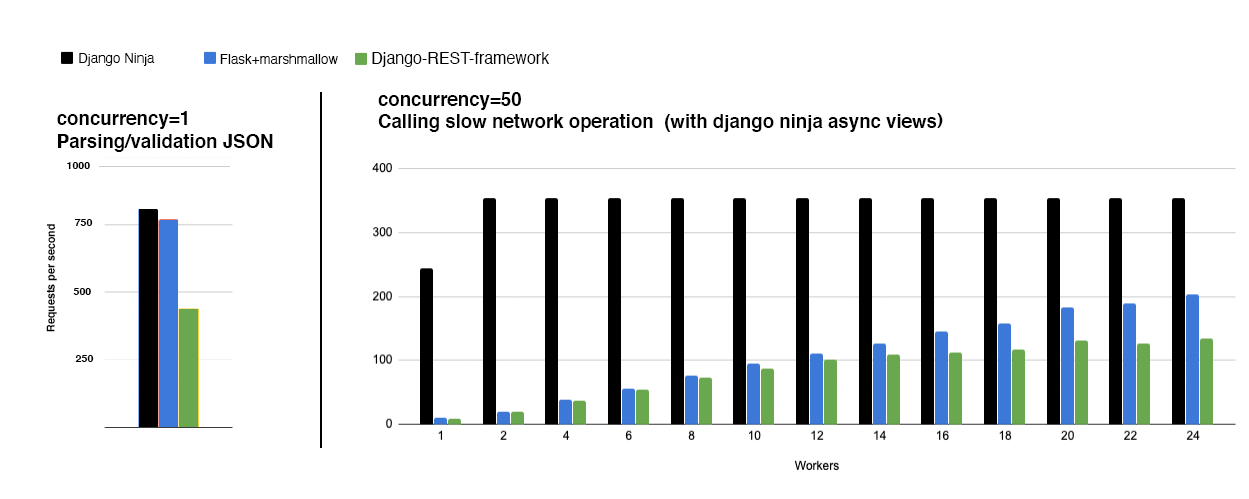 Django Ninja
Flask+marshmallow
Django-REST-framework
concurrency=1
Parsing/validation JSON
1000
750
500
250
Requests per second
concurrency=50
Calling slow network operation (with django ninja async views)
400
300
200
100
0
1 2 4 6 8 10 12 14 16 18 20 22 24
Workers